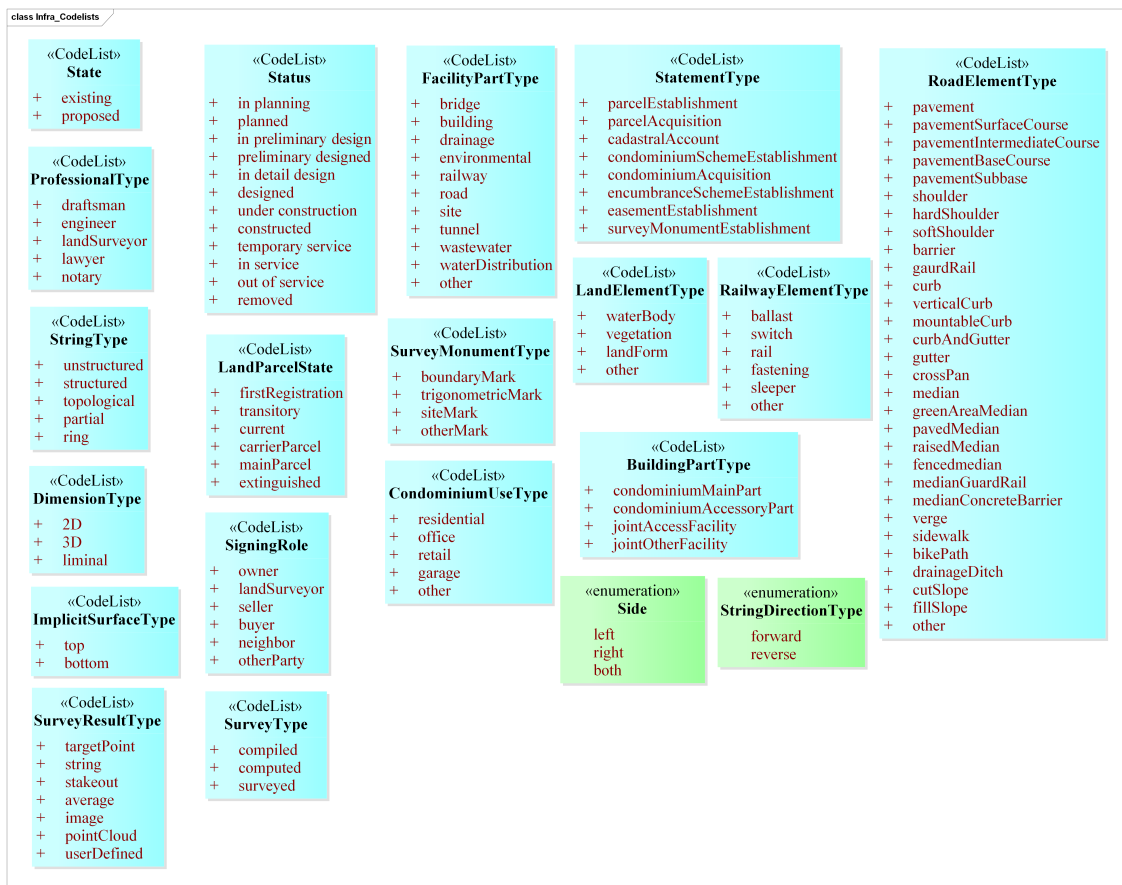 class Infra_Codelists
«CodeList»
State
+ existing
+ proposed
«CodeList»
ProfessionalType
+ draftsman
+ engineer
+ landSurveyor
+ lawyer
+ notary
«CodeList»
StringType
+ unstructured
+ structured
+ topological
+ partial
+ ring
«CodeList»
DimensionType
+ 2D
+ 3D
+ liminal
«CodeList»
ImplicitSurfaceType
+ top
+ bottom
«CodeList»
SurveyResultType
+ targetPoint
+ string
+ stakeout
+ average
+ image
+ pointCloud
+ userDefined
«CodeList»
Status
+ in planning
+ planned
+ in preliminary design
+ preliminary designed
+ in detail design
+ designed
+ under construction
+ constructed
+ temporary service
+ in service
+ out of service
+ removed
«CodeList»
LandParcelState
+ firstRegistration
+ transitory
+ current
+ carrierParcel
+ mainParcel
+ extinguished
«CodeList»
SigningRole
+ owner
+ landSurveyor
+ seller
+ buyer
+ neighbor
+ otherParty
«CodeList»
SurveyType
+ compiled
+ computed
+ surveyed
«CodeList»
FacilityPartType
+ bridge
+ building
+ drainage
+ environmental
+ railway
+ road
+ site
+ tunnel
+ wastewater
+ waterDistribution
+ other
«CodeList»
SurveyMonumentType
+ boundaryMark
+ trigonometricMark
+ siteMark
+ otherMark
«CodeList»
CondominiumUseType
+ residential
+ office
+ retail
+ garage
+ other
«CodeList»
StatementType
+ parcelEstablishment
+ parcelAcquisition
+ cadastralAccount
+ condominiumSchemeEstablishment
+ condominiumAcquisition
+ encumbranceSchemeEstablishment
+ easementEstablishment
+ surveyMonumentEstablishment
«CodeList»
LandElementType
+ waterBody
+ vegetation
+ landForm
+ other
«CodeList»
RailwayElementType
+ ballast
+ switch
+ rail
+ fastening
+ sleeper
+ other
«CodeList»
BuildingPartType
+ condominiumMainPart
+ condominiumAccessoryPart
+ jointAccessFacility
+ jointOtherFacility
«enumeration»
Side
left
right
both
«enumeration»
StringDirectionType
forward
reverse
«CodeList»
RoadElementType
+ pavement
+ pavementSurfaceCourse
+ pavementIntermediateCourse
+ pavementBaseCourse
+ pavementSubbase
+ shoulder
+ hardShoulder
+ softShoulder
+ barrier
+ gaurdRail
+ curb
+ verticalCurb
+ mountableCurb
+ curbAndGutter
+ gutter
+ crossPan
+ median
+ greenAreaMedian
+ pavedMedian
+ raisedMedian
+ fencedmedian
+ medianGuardRail
+ medianConcreteBarrier
+ verge
+ sidewalk
+ bikePath
+ drainageDitch
+ cutSlope
+ fillSlope
+ other